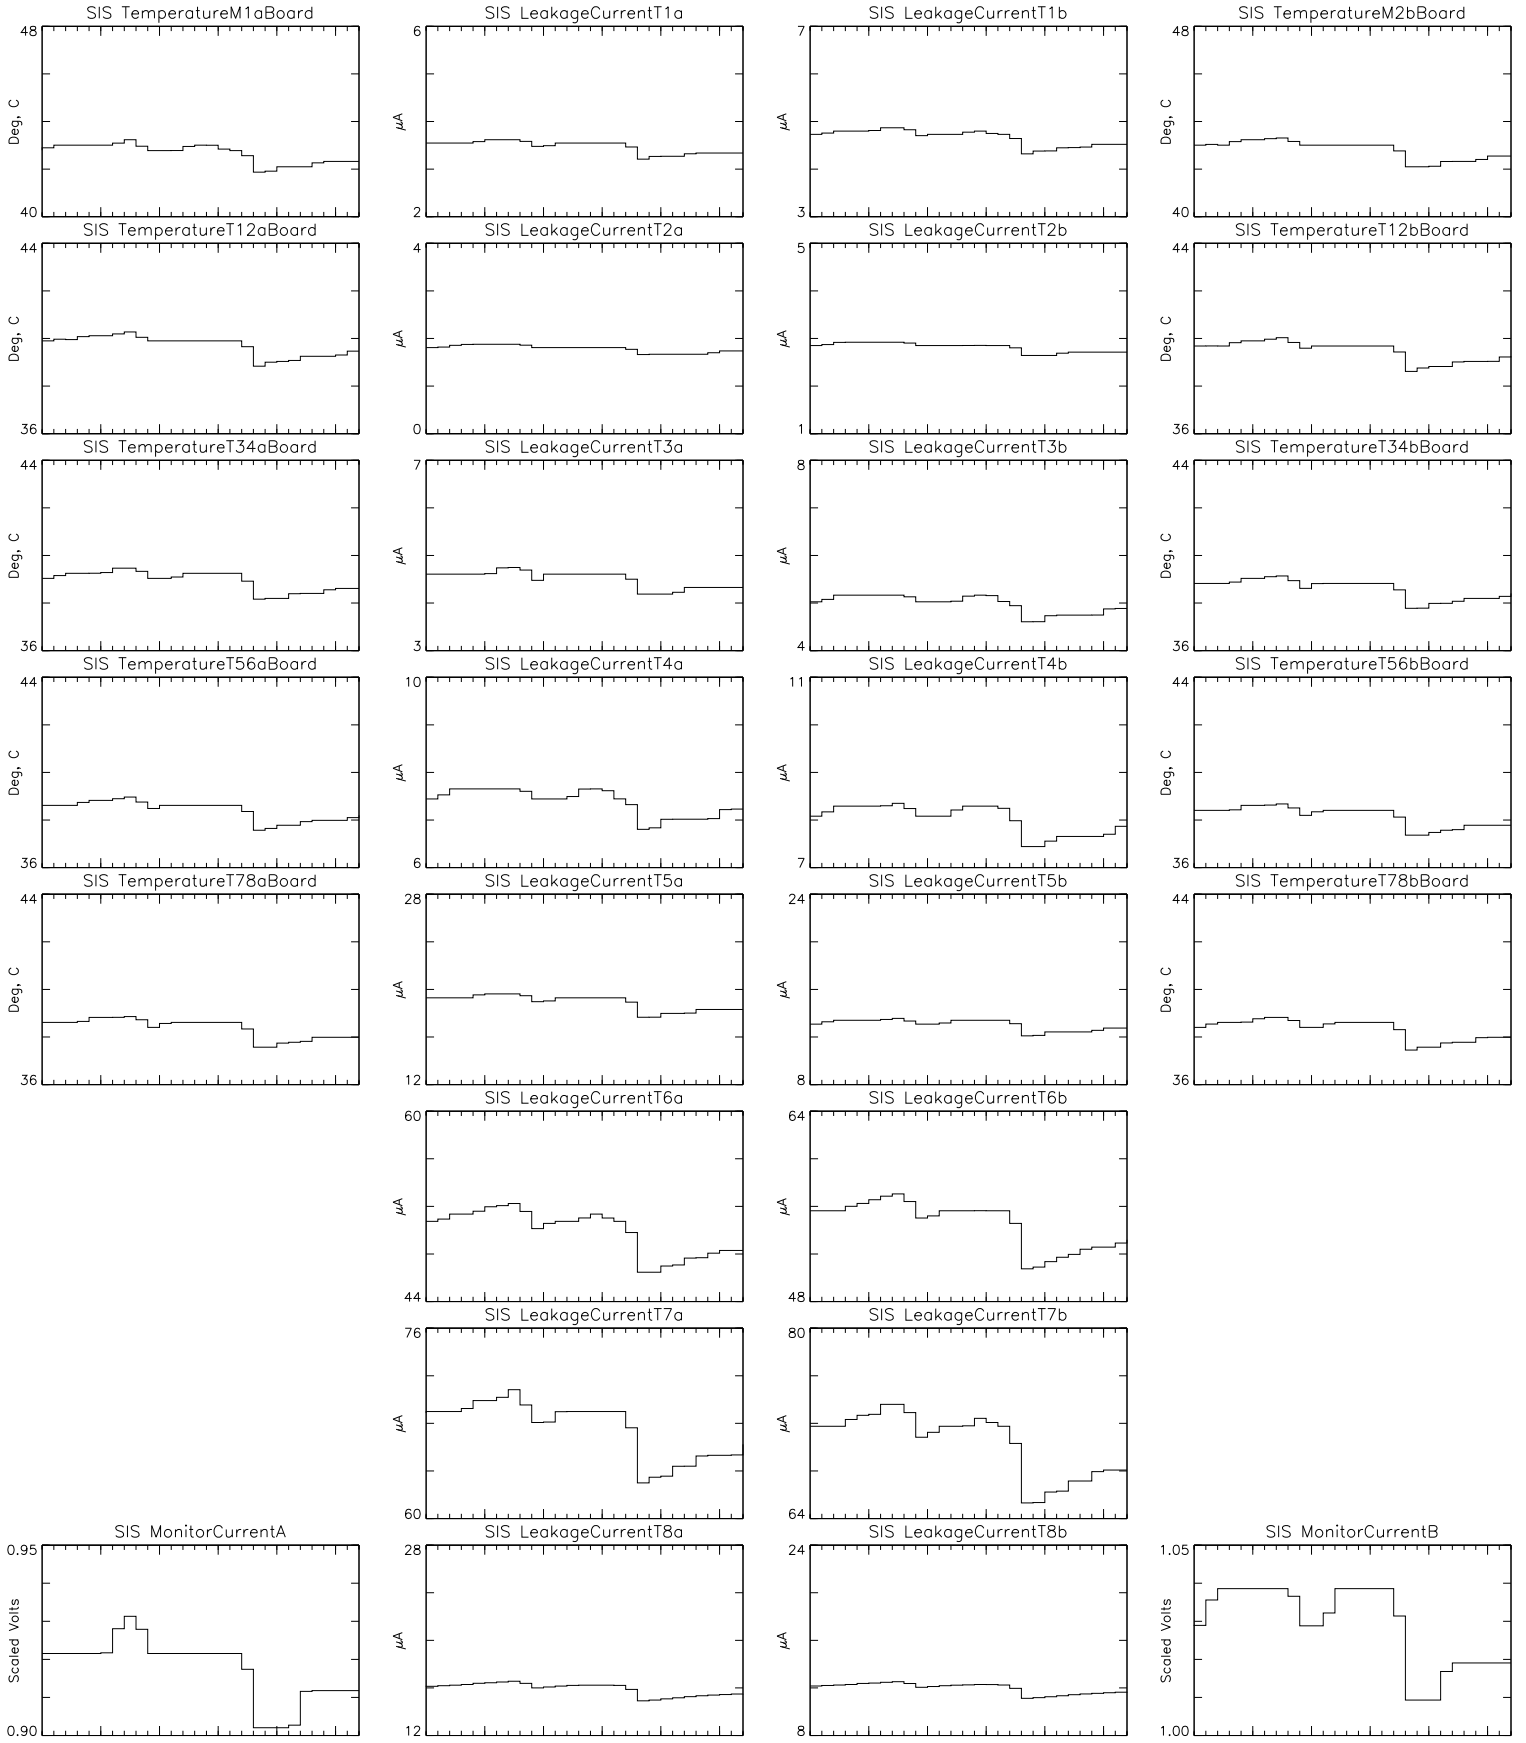 SIS TemperatureM1aBoard
48
Deg, C
40
SIS LeakageCurrentT1a
6
μA
2
SIS LeakageCurrentT1b
7
μA
3
SIS TemperatureM2bBoard
48
Deg, C
40
SIS TemperatureT12aBoard
44
Deg, C
36
SIS LeakageCurrentT2a
4
μA
0
SIS LeakageCurrentT2b
5
μA
1
SIS TemperatureT12bBoard
44
Deg, C
36
SIS TemperatureT34aBoard
44
Deg, C
36
SIS LeakageCurrentT3a
7
μA
3
SIS LeakageCurrentT3b
8
μA
4
SIS TemperatureT34bBoard
44
Deg, C
36
SIS TemperatureT56aBoard
44
Deg, C
36
SIS LeakageCurrentT4a
10
μA
6
SIS LeakageCurrentT4b
11
μA
7
SIS TemperatureT56bBoard
44
Deg, C
36
SIS TemperatureT78aBoard
44
Deg, C
36
SIS LeakageCurrentT5a
28
μA
12
SIS LeakageCurrentT5b
24
μA
8
SIS TemperatureT78bBoard
44
Deg, C
36
SIS LeakageCurrentT6a
60
μA
44
SIS LeakageCurrentT6b
64
μA
48
SIS LeakageCurrentT7a
76
μA
60
SIS LeakageCurrentT7b
80
μA
64
SIS MonitorCurrentA
0.95
Scaled Volts
0.90
SIS LeakageCurrentT8a
28
μA
12
SIS LeakageCurrentT8b
24
μA
8
SIS MonitorCurrentB
1.05
Scaled Volts
1.00